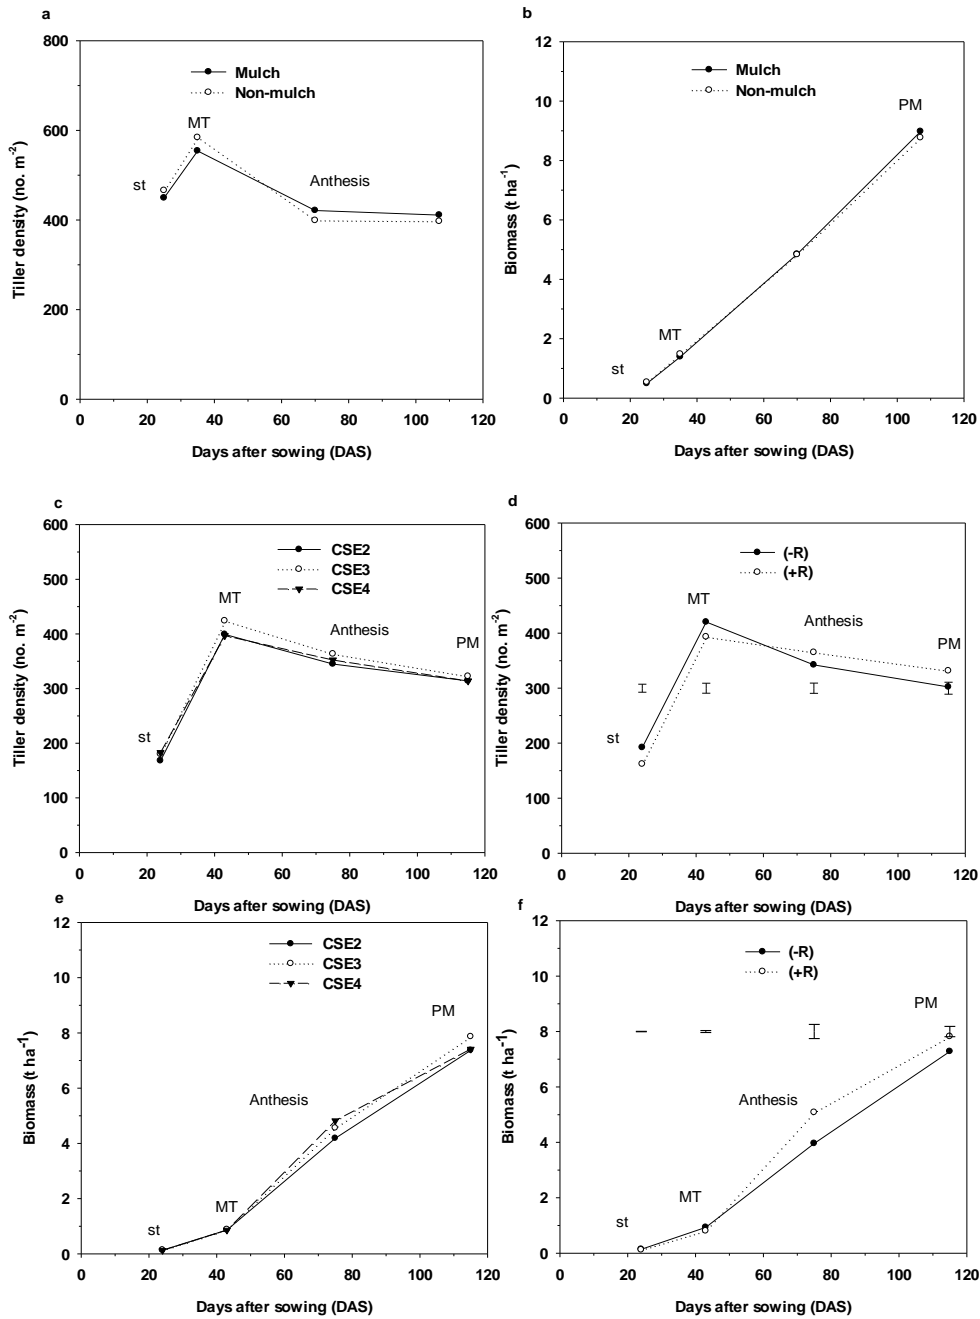 a
800
600
400
200
0
0 20 40 60 80 100 120
Tiller density (no. m-2)
Days after sowing (DAS)
Mulch
Non-mulch
st
MT
Anthesis
b
12
10
8
6
4
2
0
0 20 40 60 80 100 120
Biomass (t ha-1)
Days after sowing (DAS)
Mulch
Non-mulch
st
MT
PM
c
600
500
400
300
200
100
0
0 20 40 60 80 100 120
Tiller density (no. m-2)
Days after sowing (DAS)
CSE2
CSE3
CSE4
st
MT
Anthesis
PM
d
600
500
400
300
200
100
0
0 20 40 60 80 100 120
Tiller density (no. m-2)
Days after sowing (DAS)
(-R)
(+R)
st
MT
Anthesis
PM
e
12
10
8
6
4
2
0
0 20 40 60 80 100 120
Biomass (t ha-1)
Days after sowing (DAS)
CSE2
CSE3
CSE4
st
MT
Anthesis
PM
f
12
10
8
6
4
2
0
0 20 40 60 80 100 120
Biomass (t ha-1)
Days after sowing (DAS)
(-R)
(+R)
st
MT
Anthesis
PM